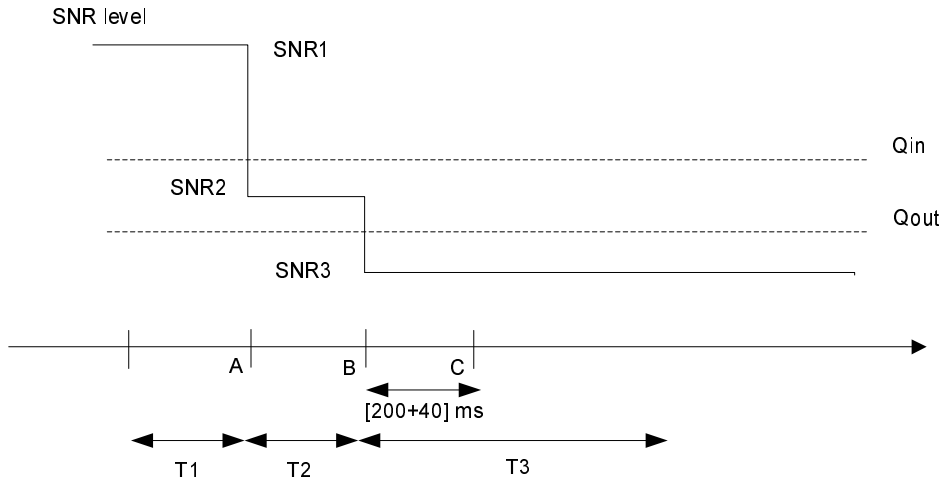 SNR level
SNR1
Qin
SNR2
Qout
SNR3
A
B
C
[200+40] ms
T1
T2
T3